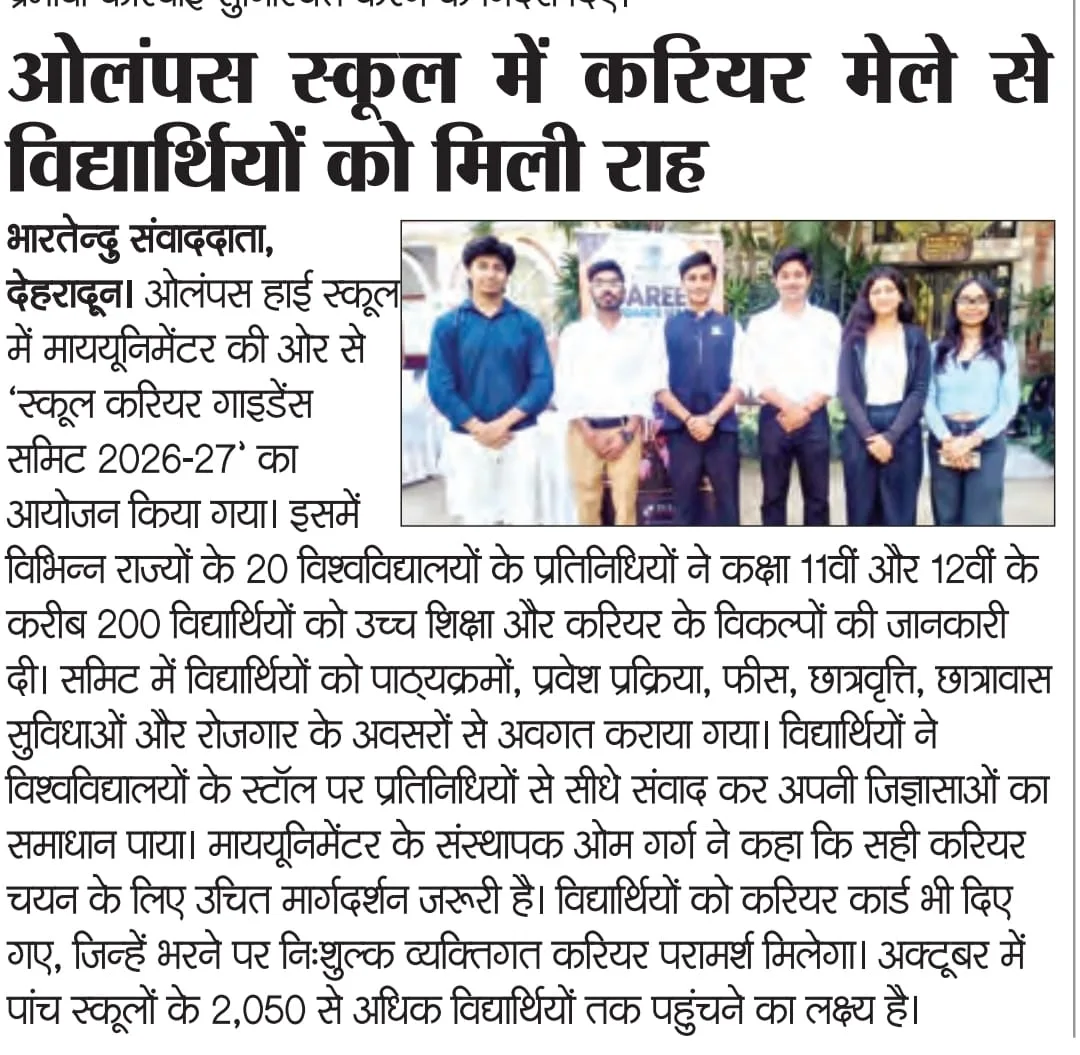 ओलंपस स्कूल में करियर मेले से
विद्यार्थियों को मिली राह
भारतेन्दु संवाददाता,
देहरादून। ओलंपस हाई स्कूल
में माययूनिमेंटर की ओर से
‘स्कूल करियर गाइडेंस
समिट 2026-27’ का
आयोजन किया गया। इसमें
विभिन्न राज्यों के 20 विश्वविद्यालयों के प्रतिनिधियों ने कक्षा 11वीं और 12वीं के
करीब 200 विद्यार्थियों को उच्च शिक्षा और करियर के विकल्पों की जानकारी
दी। समिट में विद्यार्थियों को पाठ्यक्रमों, प्रवेश प्रक्रिया, फीस, छात्रवृत्ति, छात्रावास
सुविधाओं और रोजगार के अवसरों से अवगत कराया गया। विद्यार्थियों ने
विश्वविद्यालयों के स्टॉल पर प्रतिनिधियों से सीधे संवाद कर अपनी जिज्ञासाओं का
समाधान पाया। माययूनिमेंटर के संस्थापक ओम गर्ग ने कहा कि सही करियर
चयन के लिए उचित मार्गदर्शन जरूरी है। विद्यार्थियों को करियर कार्ड भी दिए
गए, जिन्हें भरने पर निःशुल्क व्यक्तिगत करियर परामर्श मिलेगा। अक्टूबर में
पांच स्कूलों के 2,050 से अधिक विद्यार्थियों तक पहुंचने का लक्ष्य है।